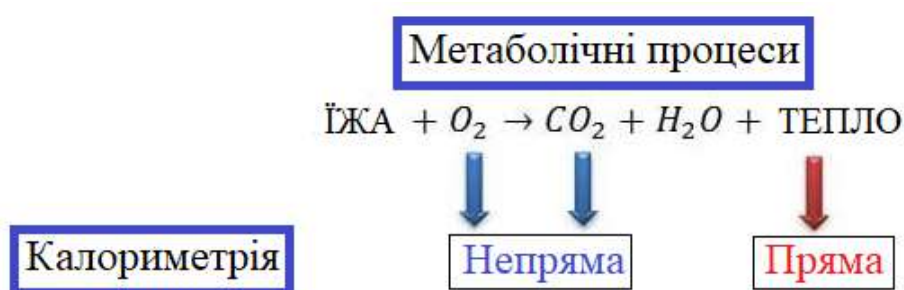 Метаболічні процеси
ЇЖА + O₂ → CO₂ + H₂O + ТЕПЛО
Калориметрія Непряма Пряма